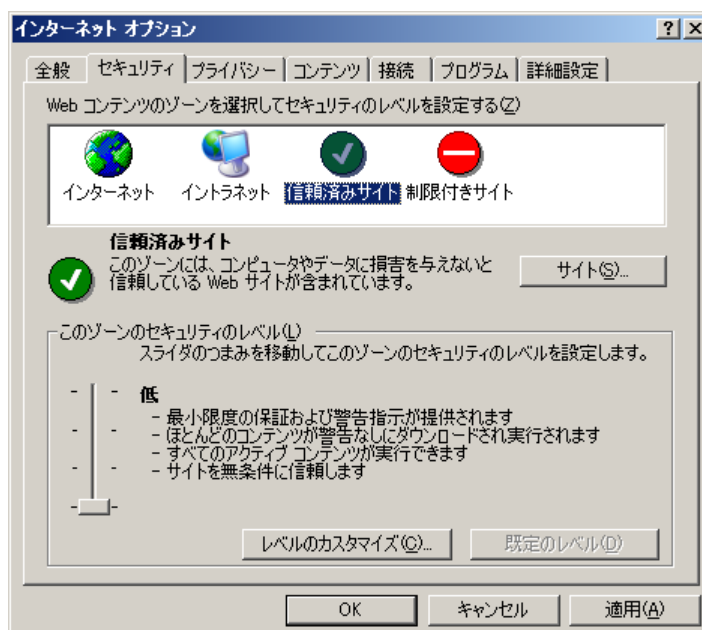 インターネット オプション
全般 セキュリティ プライバシー コンテンツ 接続 プログラム 詳細設定
Web コンテンツのゾーンを選択してセキュリティのレベルを設定する(Z)
インターネット イントラネット 信頼済みサイト 制限付きサイト
信頼済みサイト
このゾーンには、コンピュータやデータに損害を与えないと
信頼している Web サイトが含まれています。
サイト(S)...
このゾーンのセキュリティのレベル(L)
スライダのつまみを移動してこのゾーンのセキュリティのレベルを設定します。
低
- 最小限度の保証および警告指示が提供されます
- ほとんどのコンテンツが警告なしにダウンロードされ実行されます
- すべてのアクティブ コンテンツが実行できます
- サイトを無条件に信頼します
レベルのカスタマイズ(C)... 既定のレベル(D)
OK キャンセル 適用(A)